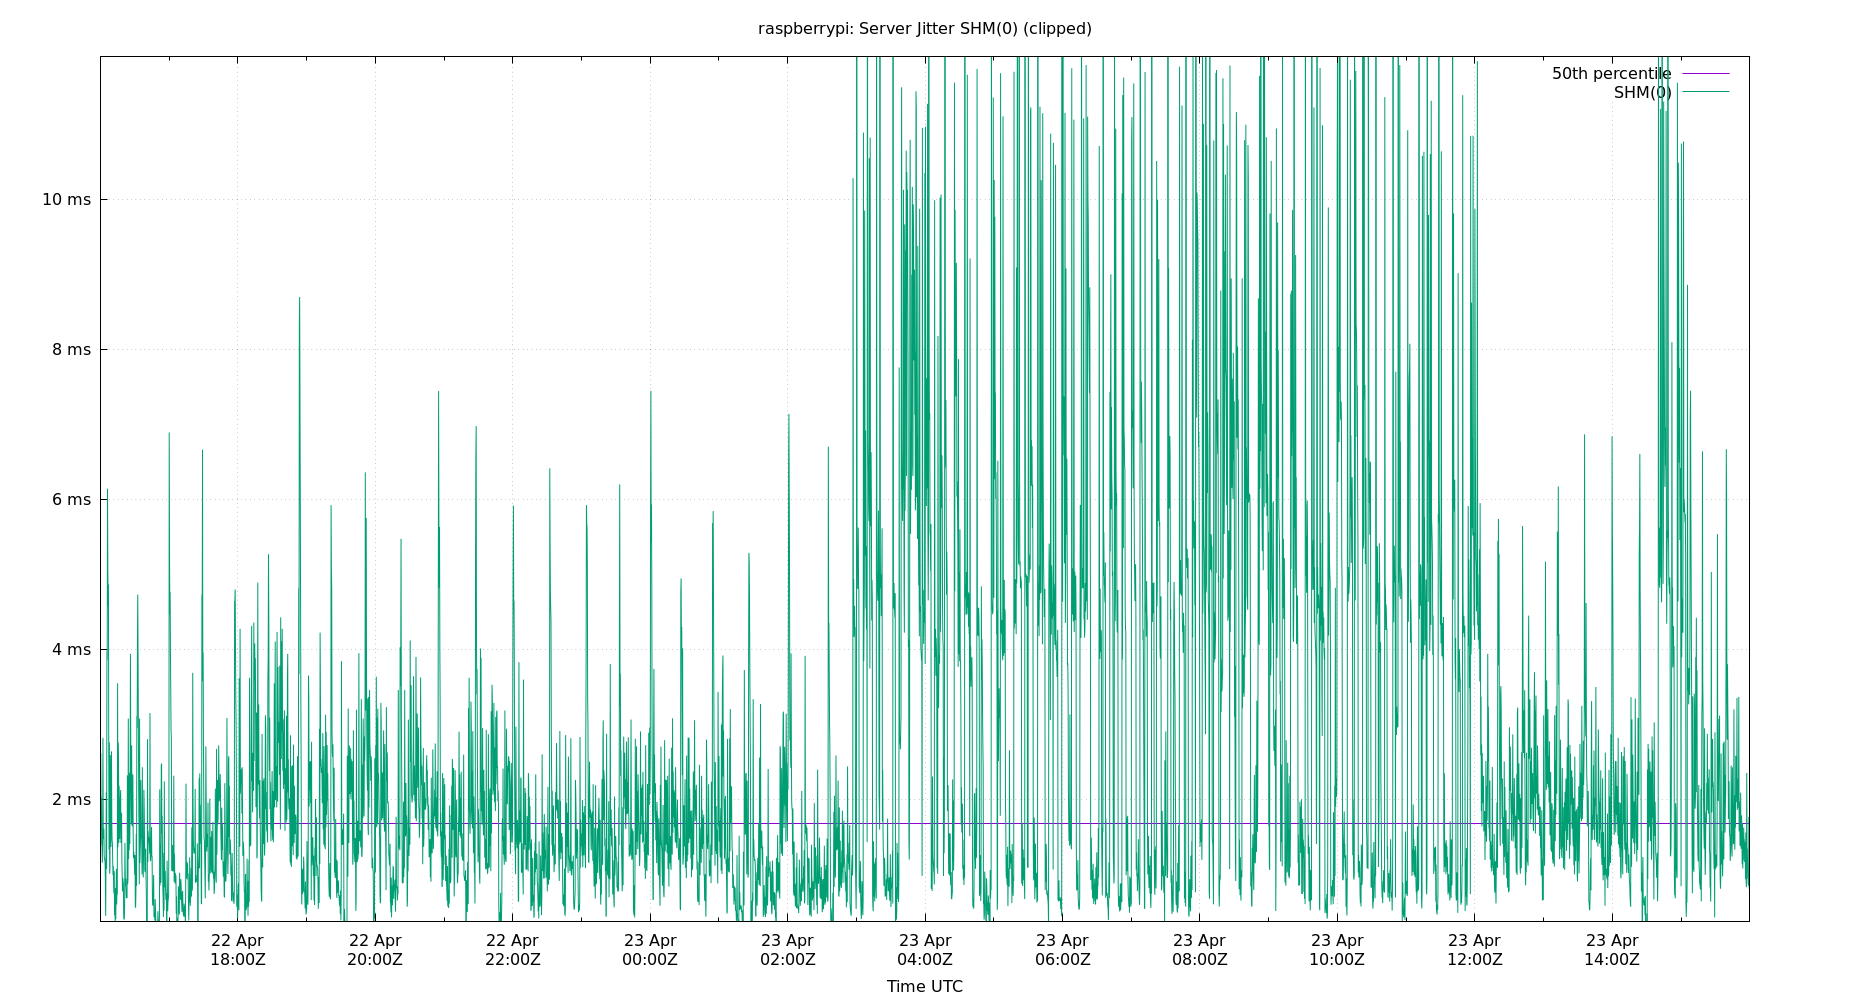 raspberrypi: Server Jitter SHM(0) (clipped)
50th percentile
SHM(0)
10 ms
8 ms
6 ms
4 ms
2 ms
22 Apr 22 Apr 22 Apr 23 Apr 23 Apr 23 Apr 23 Apr 23 Apr 23 Apr 23 Apr 23 Apr
18:00Z 20:00Z 22:00Z 00:00Z 02:00Z 04:00Z 06:00Z 08:00Z 10:00Z 12:00Z 14:00Z
Time UTC